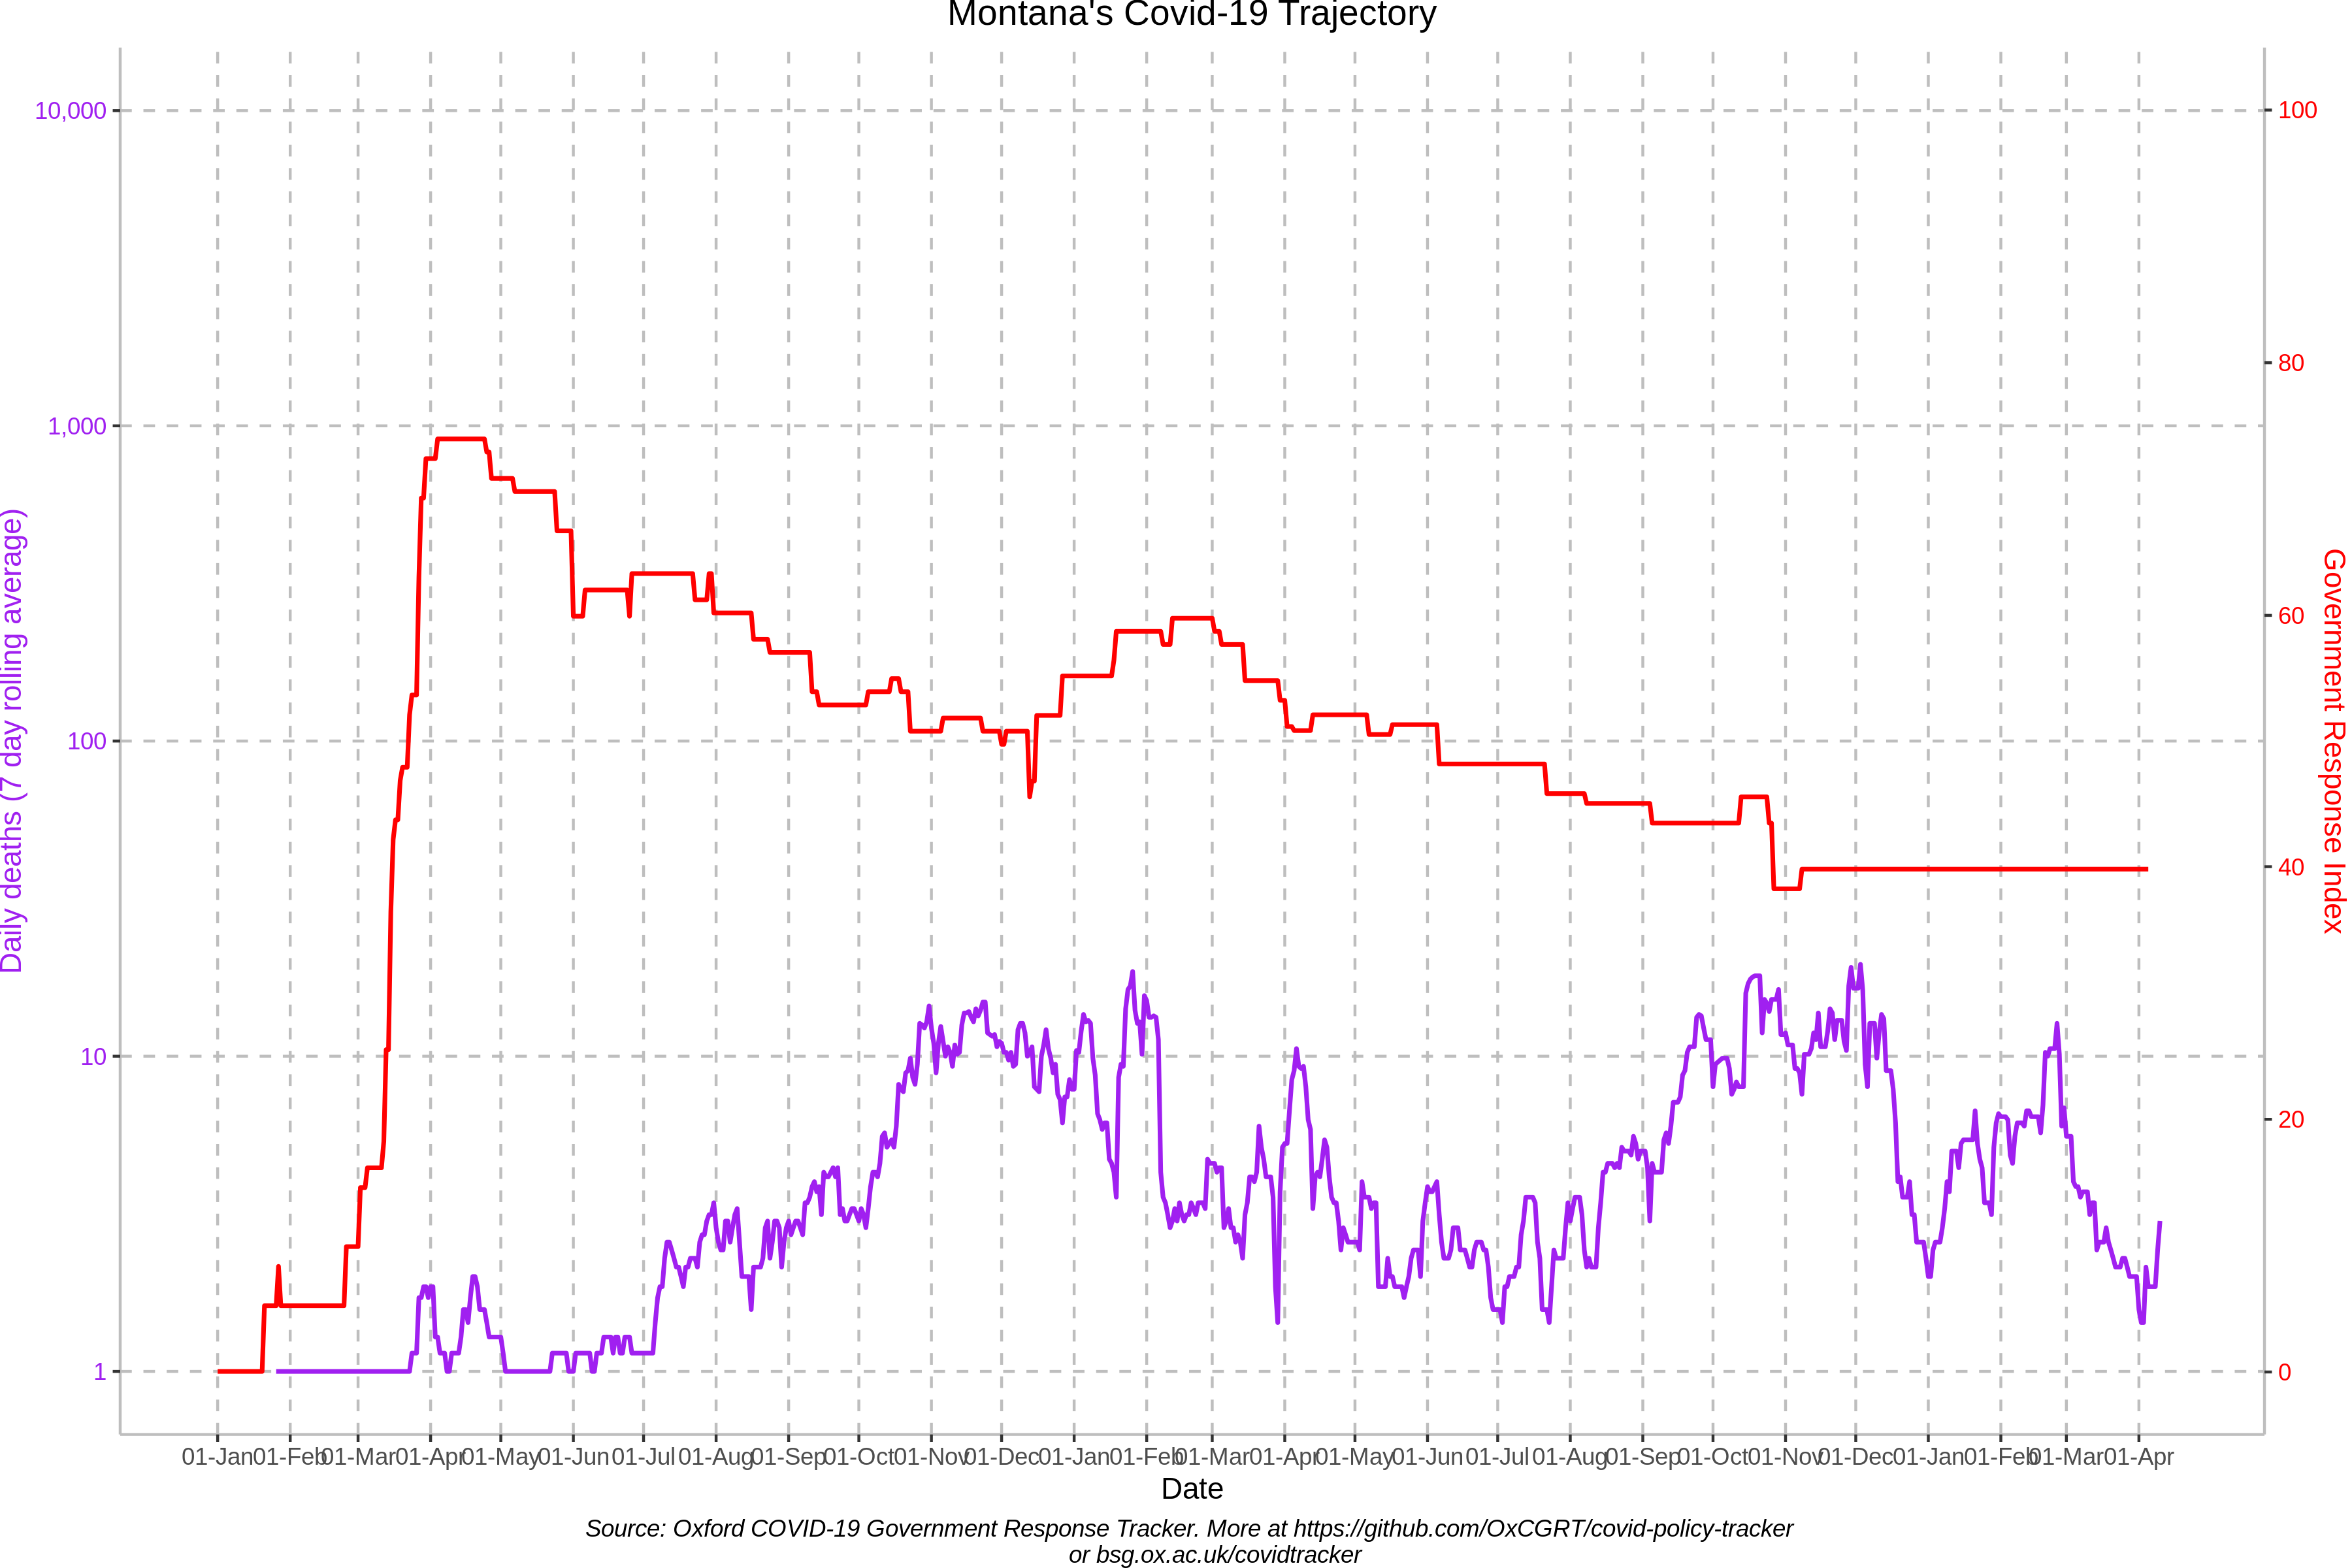 Montana's Covid-19 Trajectory
10,000
1,000
100
10
1
Daily deaths (7 day rolling average)
100
80
60
40
20
0
Government Response Index
01-Jan 01-Feb 01-Mar 01-Apr 01-May 01-Jun 01-Jul 01-Aug 01-Sep 01-Oct 01-Nov 01-Dec 01-Jan 01-Feb 01-Mar 01-Apr 01-May 01-Jun 01-Jul 01-Aug 01-Sep 01-Oct 01-Nov 01-Dec 01-Jan 01-Feb 01-Mar 01-Apr
Date
Source: Oxford COVID-19 Government Response Tracker. More at https://github.com/OxCGRT/covid-policy-tracker
or bsg.ox.ac.uk/covidtracker